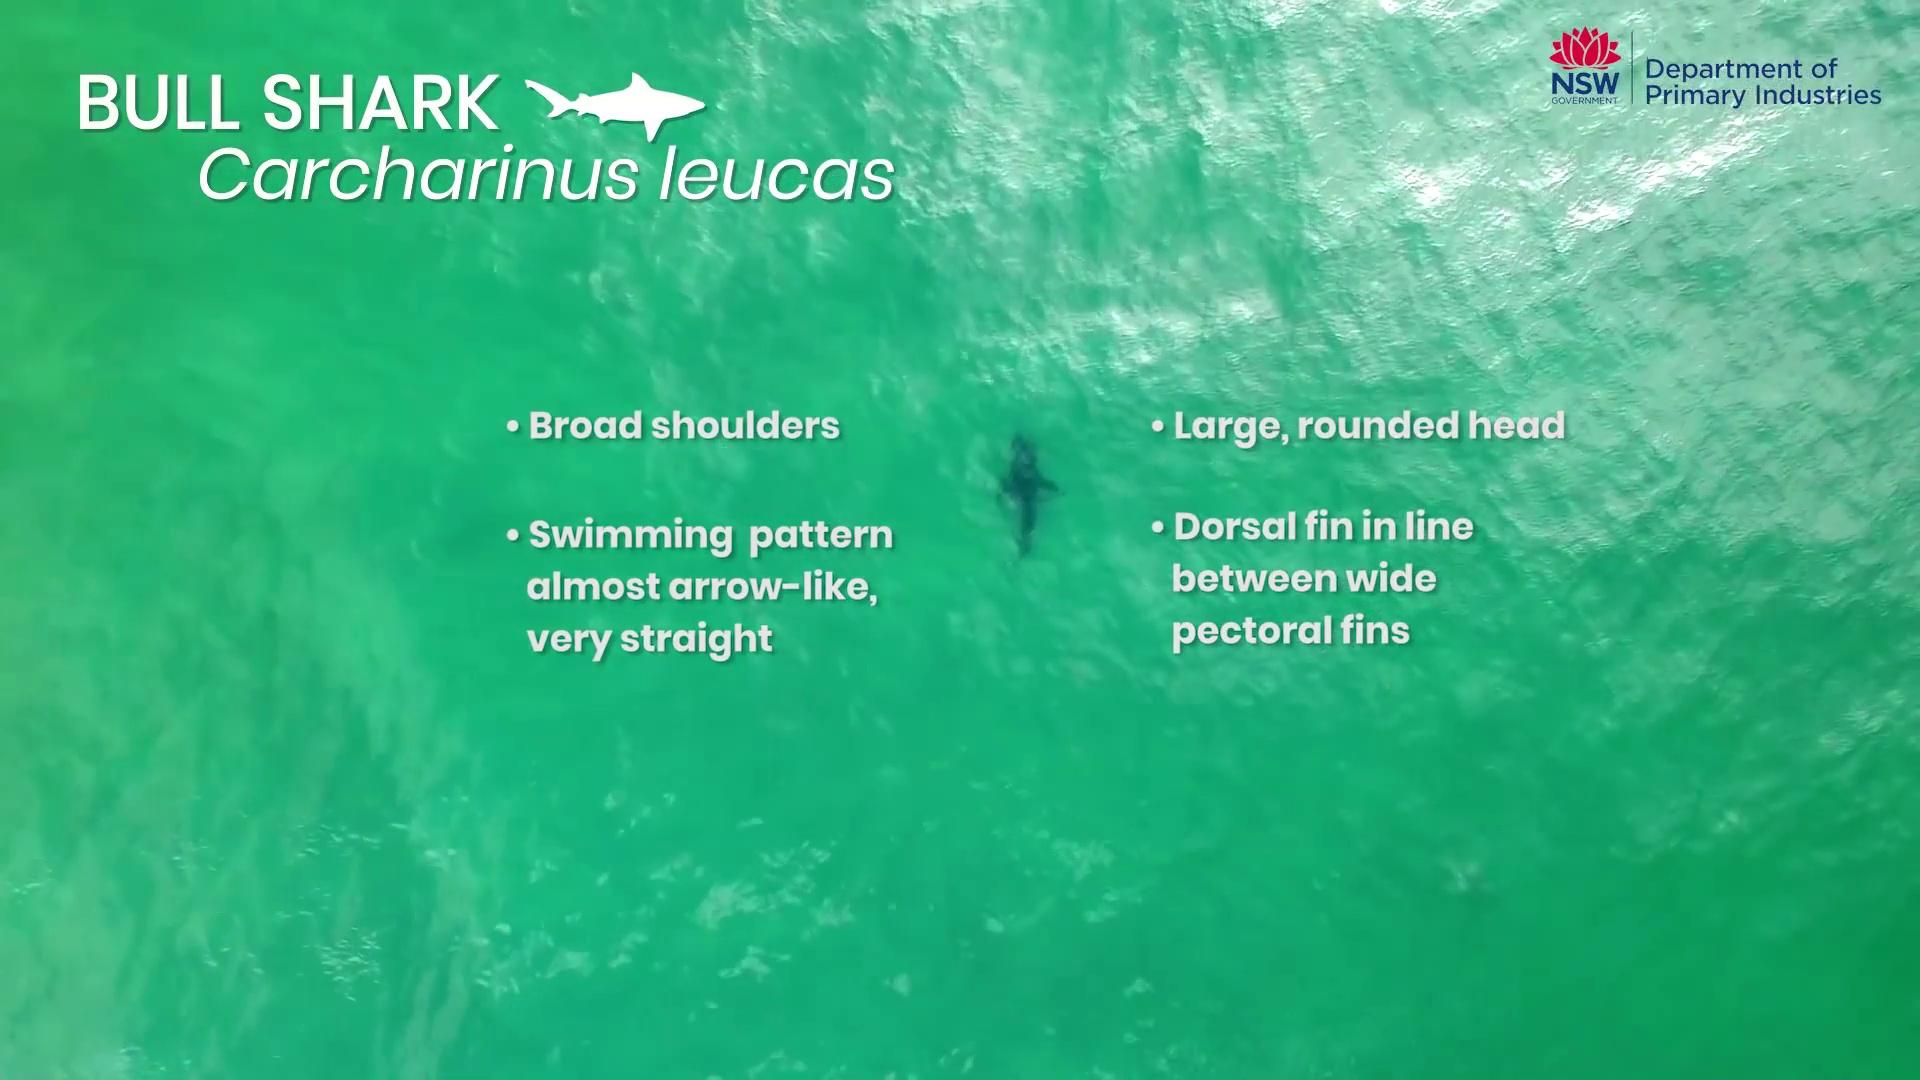 BULL SHARK
Carcharinus leucas
NSW
GOVERNMENT
Department of
Primary Industries
• Broad shoulders
• Swimming pattern
almost arrow-like,
very straight
• Large, rounded head
• Dorsal fin in line
between wide
pectoral fins